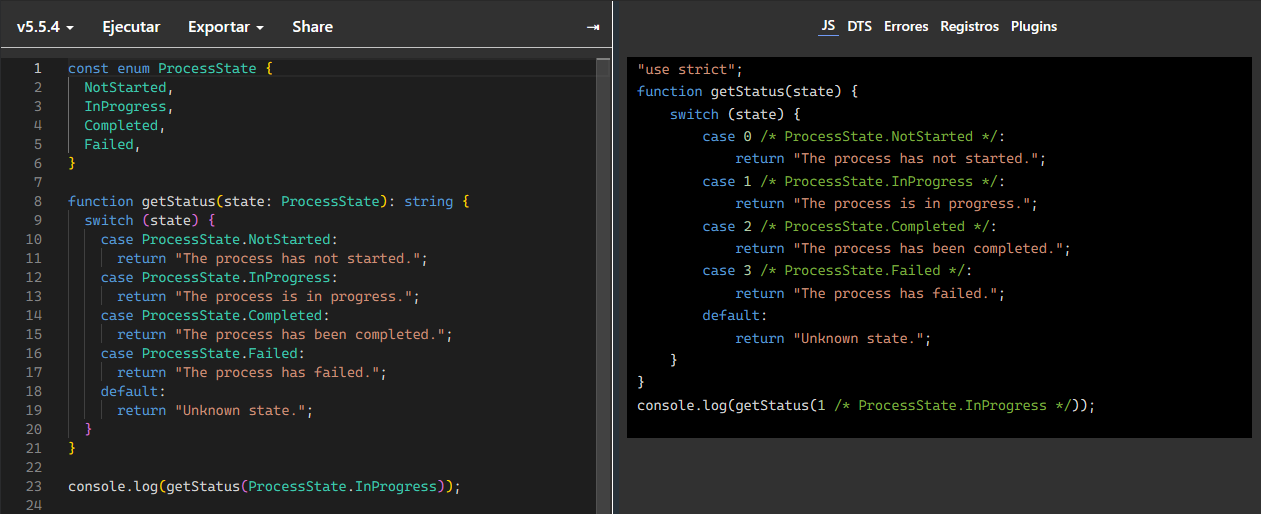 v5.5.4 Ejecutar Exportar Share
1 const enum ProcessState {
2   NotStarted,
3   InProgress,
4   Completed,
5   Failed,
6 }
7
8 function getStatus(state: ProcessState): string {
9   switch (state) {
10     case ProcessState.NotStarted:
11       return "The process has not started.";
12     case ProcessState.InProgress:
13       return "The process is in progress.";
14     case ProcessState.Completed:
15       return "The process has been completed.";
16     case ProcessState.Failed:
17       return "The process has failed.";
18     default:
19       return "Unknown state.";
20   }
21 }
22
23 console.log(getStatus(ProcessState.InProgress));
24
JS DTS Errores Registros Plugins
"use strict";
function getStatus(state) {
    switch (state) {
        case 0 /* ProcessState.NotStarted */:
            return "The process has not started.";
        case 1 /* ProcessState.InProgress */:
            return "The process is in progress.";
        case 2 /* ProcessState.Completed */:
            return "The process has been completed.";
        case 3 /* ProcessState.Failed */:
            return "The process has failed.";
        default:
            return "Unknown state.";
    }
}
console.log(getStatus(1 /* ProcessState.InProgress */));